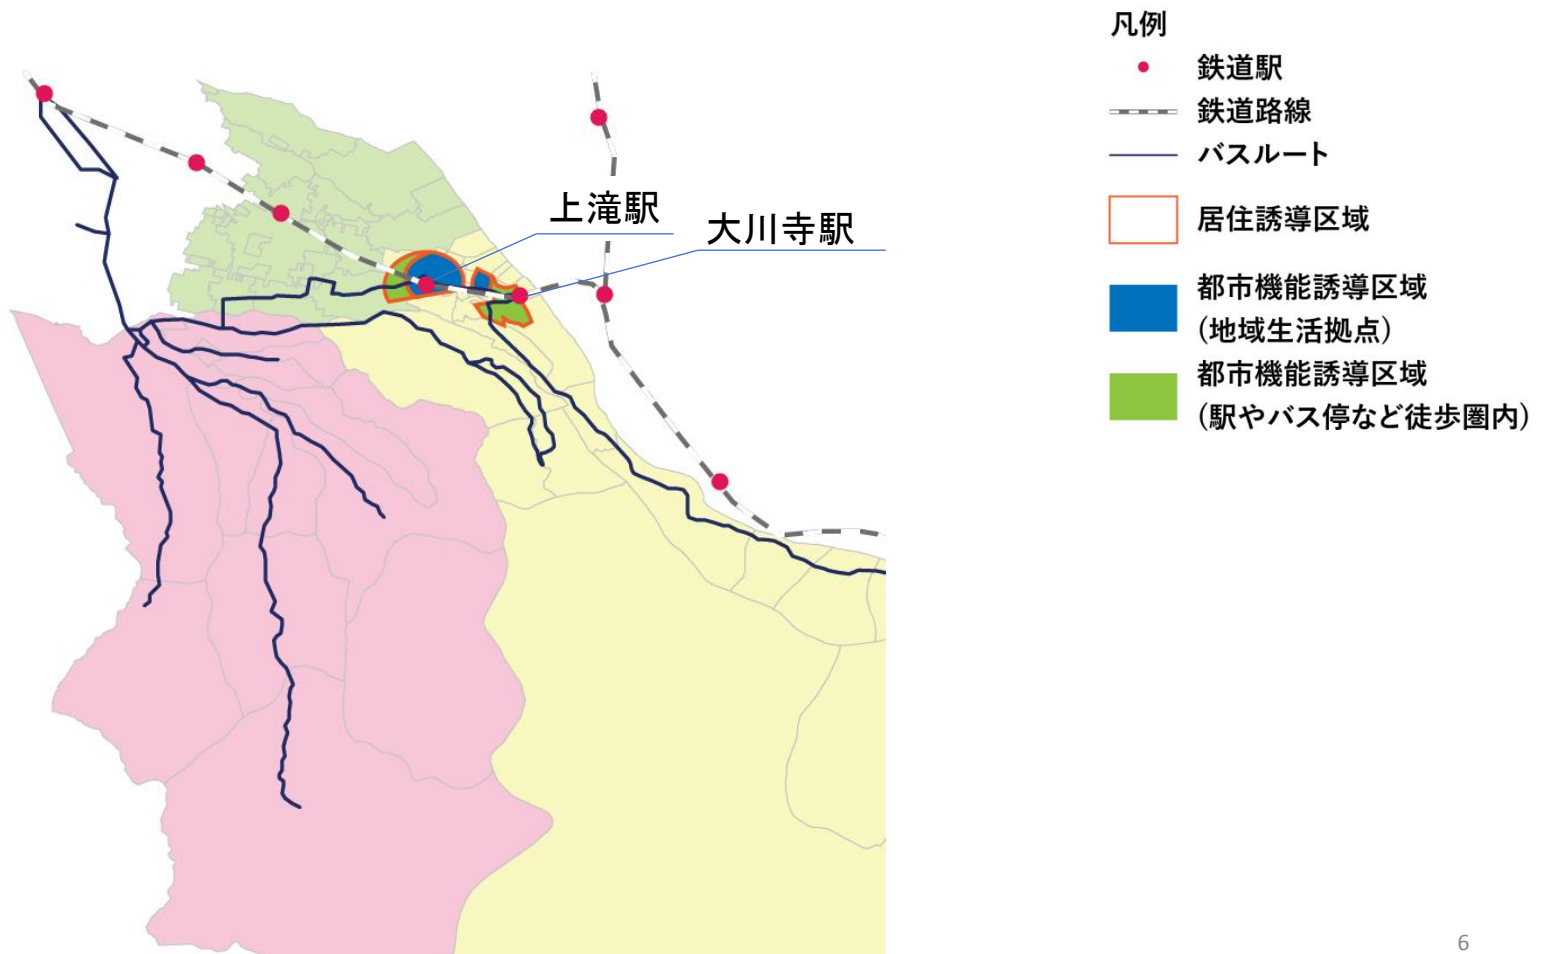 凡例
鉄道駅
鉄道路線
バスルート
居住誘導区域
都市機能誘導区域
(地域生活拠点)
都市機能誘導区域
(駅やバス停など徒歩圏内)
上滝駅
大川寺駅
6